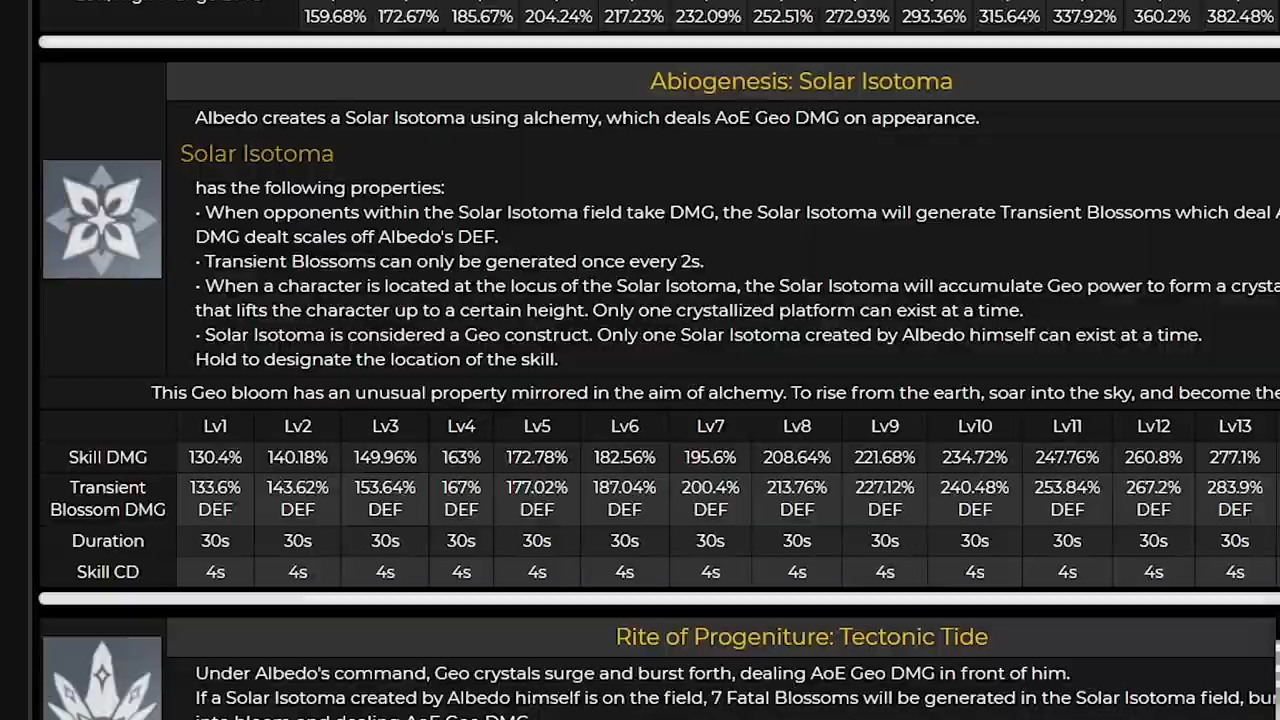 159.68% 172.67% 185.67% 204.24% 217.23% 232.09% 252.51% 272.93% 293.36% 315.64% 337.92% 360.2% 382.48%
Abiogenesis: Solar Isotoma
Albedo creates a Solar Isotoma using alchemy, which deals AoE Geo DMG on appearance.
Solar Isotoma
has the following properties:
• When opponents within the Solar Isotoma field take DMG, the Solar Isotoma will generate Transient Blossoms which deal
DMG dealt scales off Albedo's DEF.
• Transient Blossoms can only be generated once every 2s.
• When a character is located at the locus of the Solar Isotoma, the Solar Isotoma will accumulate Geo power to form a crysta
that lifts the character up to a certain height. Only one crystallized platform can exist at a time.
• Solar Isotoma is considered a Geo construct. Only one Solar Isotoma created by Albedo himself can exist at a time.
Hold to designate the location of the skill.
This Geo bloom has an unusual property mirrored in the aim of alchemy. To rise from the earth, soar into the sky, and become the
Lv1 Lv2 Lv3 Lv4 Lv5 Lv6 Lv7 Lv8 Lv9 Lv10 Lv11 Lv12 Lv13
Skill DMG 130.4% 140.18% 149.96% 163% 172.78% 182.56% 195.6% 208.64% 221.68% 234.72% 247.76% 260.8% 277.1%
Transient 133.6% 143.62% 153.64% 167% 177.02% 187.04% 200.4% 213.76% 227.12% 240.48% 253.84% 267.2% 283.9%
Blossom DMG DEF DEF DEF DEF DEF DEF DEF DEF DEF DEF DEF DEF DEF
Duration 30s 30s 30s 30s 30s 30s 30s 30s 30s 30s 30s 30s 30s
Skill CD 4s 4s 4s 4s 4s 4s 4s 4s 4s 4s 4s 4s 4s
Rite of Progeniture: Tectonic Tide
Under Albedo's command, Geo crystals surge and burst forth, dealing AoE Geo DMG in front of him.
If a Solar Isotoma created by Albedo himself is on the field, 7 Fatal Blossoms will be generated in the Solar Isotoma field, bur
into bloom and dealing AoE Geo DMG.